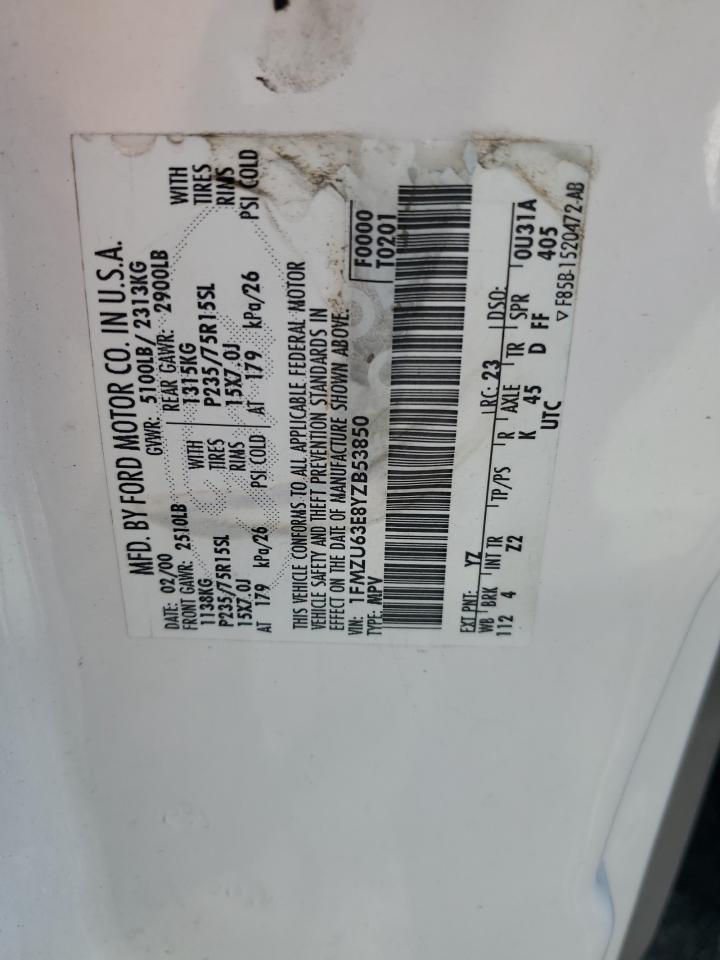 MFD. BY FORD MOTOR CO. IN U.S.A.
DATE: 02/00 GVWR: 5100LB/ 2313KG
FRONT GAWR: 2510LB REAR GAWR: 2900LB
1138KG WITH 1315KG WITH
P235/75R15SL TIRES P235/75R15SL TIRES
15X7.0J RIMS 15X7.0J RIMS
AT 179 kPa/26 PSI COLD AT 179 kPa/26 PSI COLD
THIS VEHICLE CONFORMS TO ALL APPLICABLE FEDERAL MOTOR
VEHICLE SAFETY AND THEFT PREVENTION STANDARDS IN
EFFECT ON THE DATE OF MANUFACTURE SHOWN ABOVE.
VIN: 1FMZU63E8YZB53850 F0000
TYPE: MPV T0201
EXT PNT: YZ RC: 23 DSO:
WB BRK INT TR TP/PS R AXLE TR SPR 0U31A
112 4 Z2 K 45 D FF 405
UTC ▽ F85B-1520472-AB